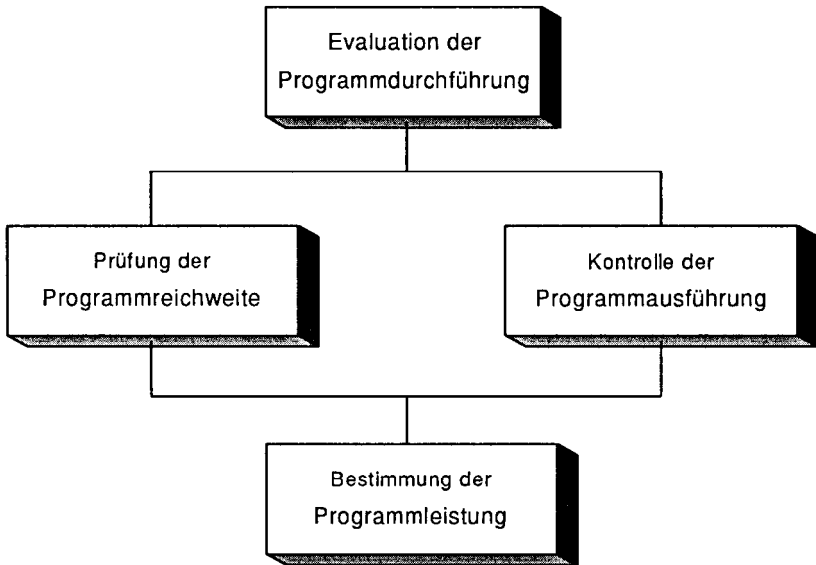 Evaluation der
Programmdurchführung
Prüfung der
Programmreichweite
Kontrolle der
Programmausführung
Bestimmung der
Programmleistung